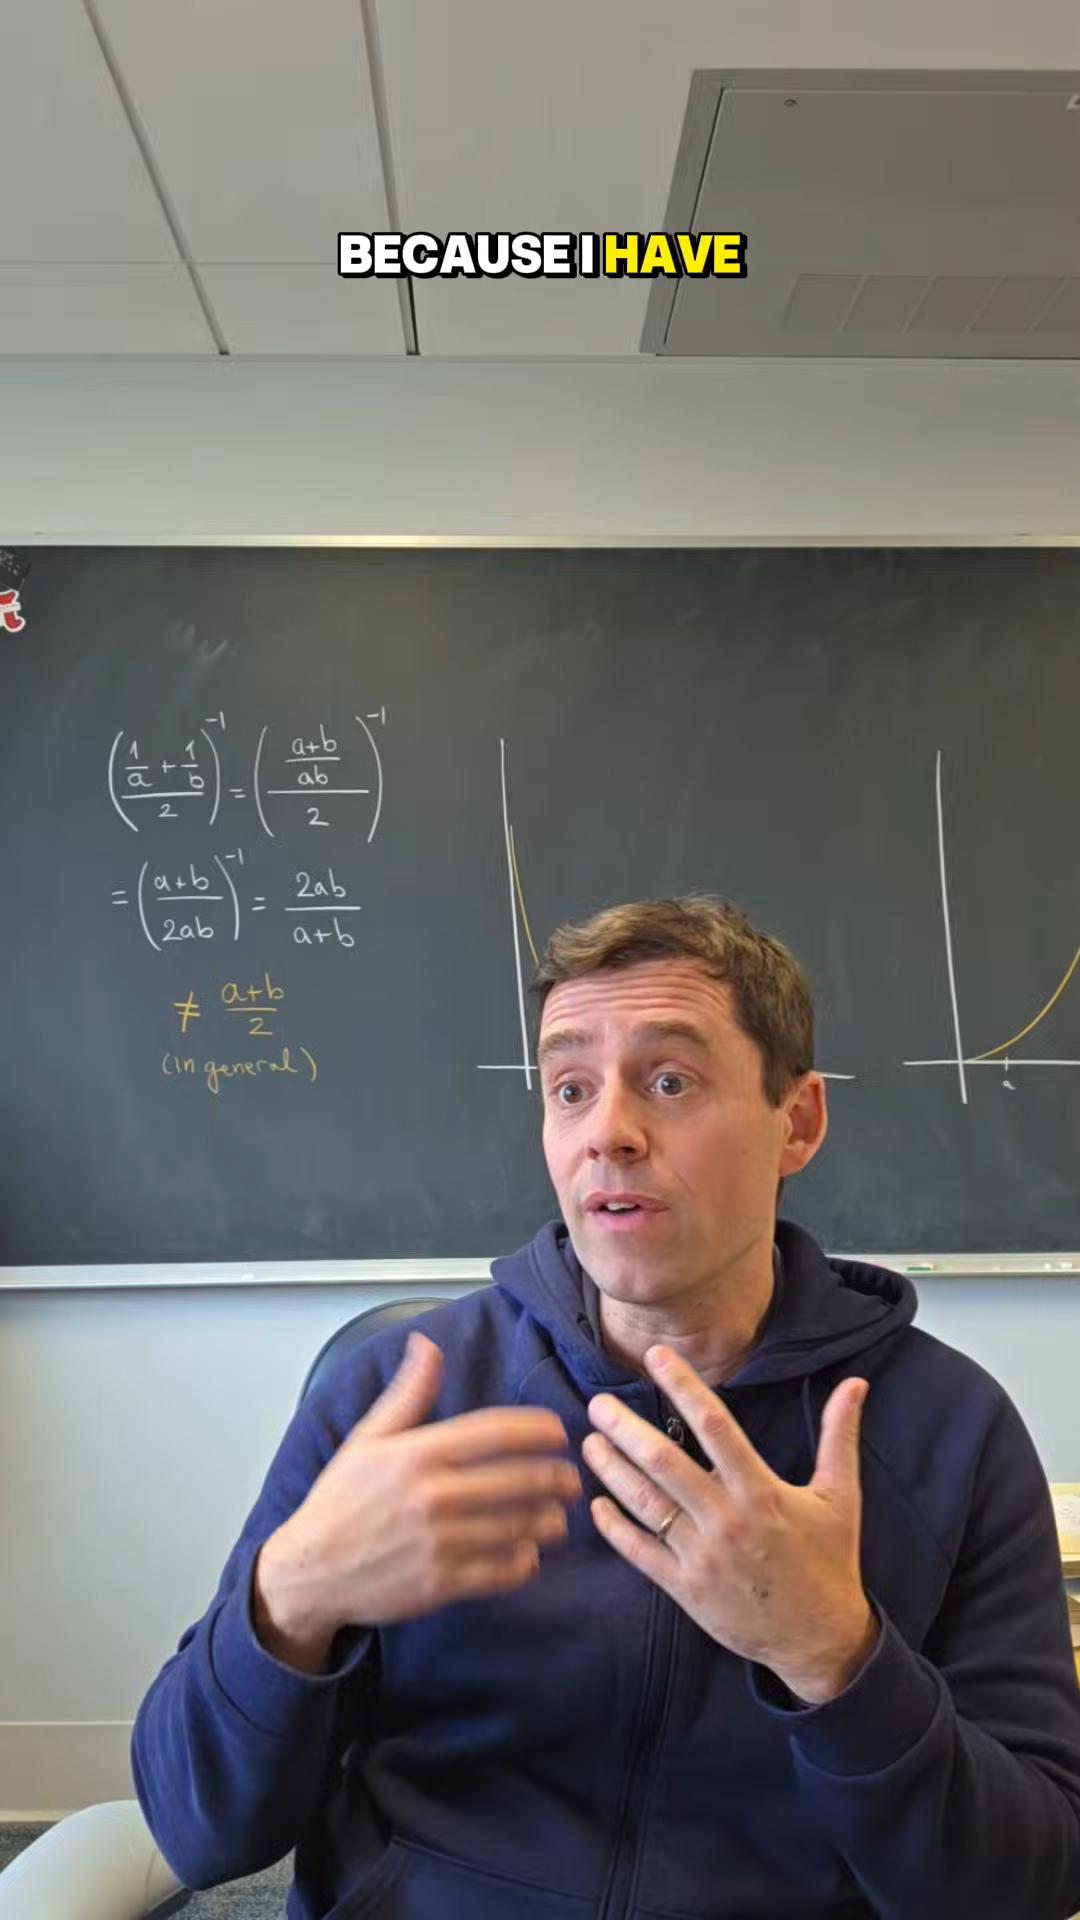 BECAUSE I HAVE
((1/a + 1/b)/2)⁻¹ = (((a+b)/ab)/2)⁻¹
= ((a+b)/2ab)⁻¹ = 2ab/(a+b)
≠ (a+b)/2
(in general)
a